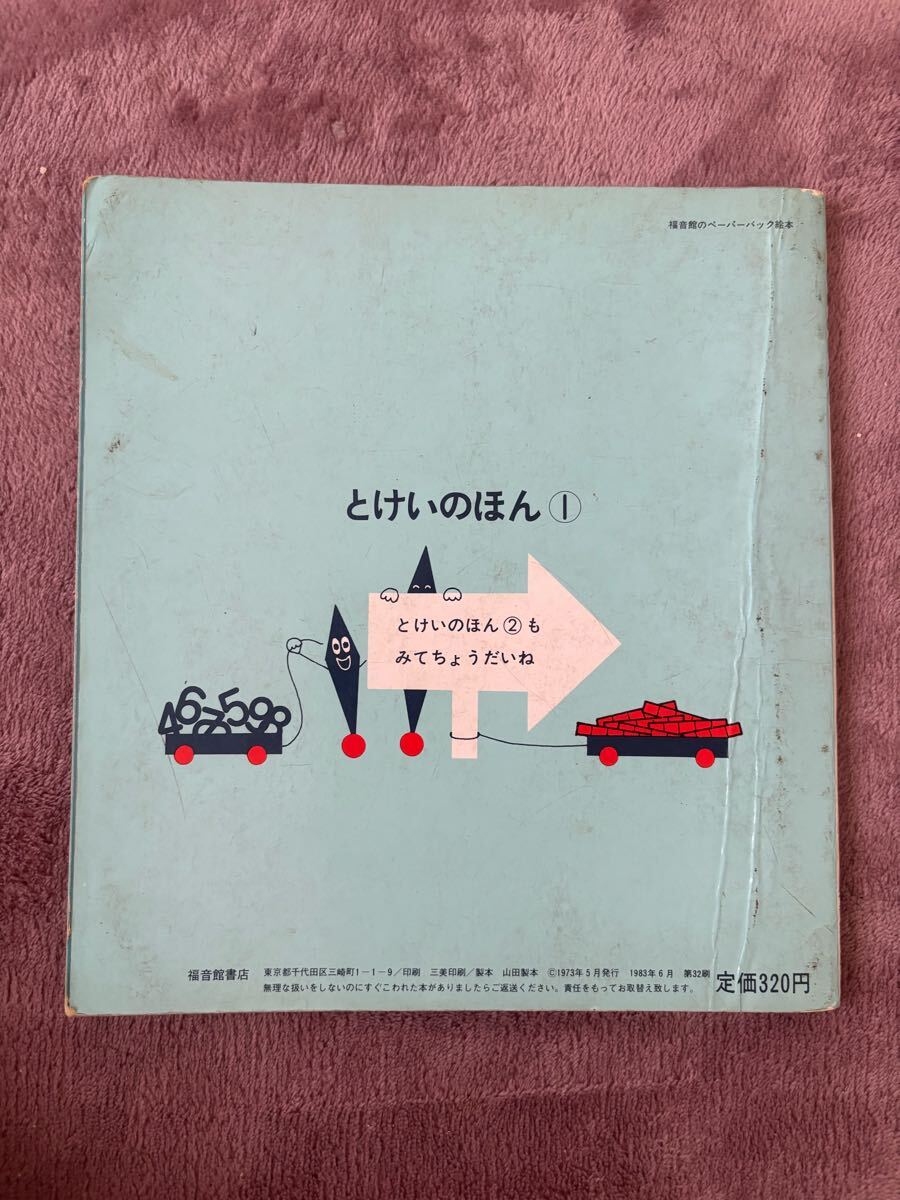 福音館のペーパーバック絵本
とけいのほん①
とけいのほん②も
みてちょうだいね
4 6 3 7 5 9 8
福音館書店 東京都千代田区三崎町1-1-9/印刷 三美印刷/製本 山田製本 ©1973年5月発行 1983年6月 第32刷 定価320円
無理な扱いをしないのにすぐこわれた本がありましたらご返送ください。責任をもってお取替え致します。